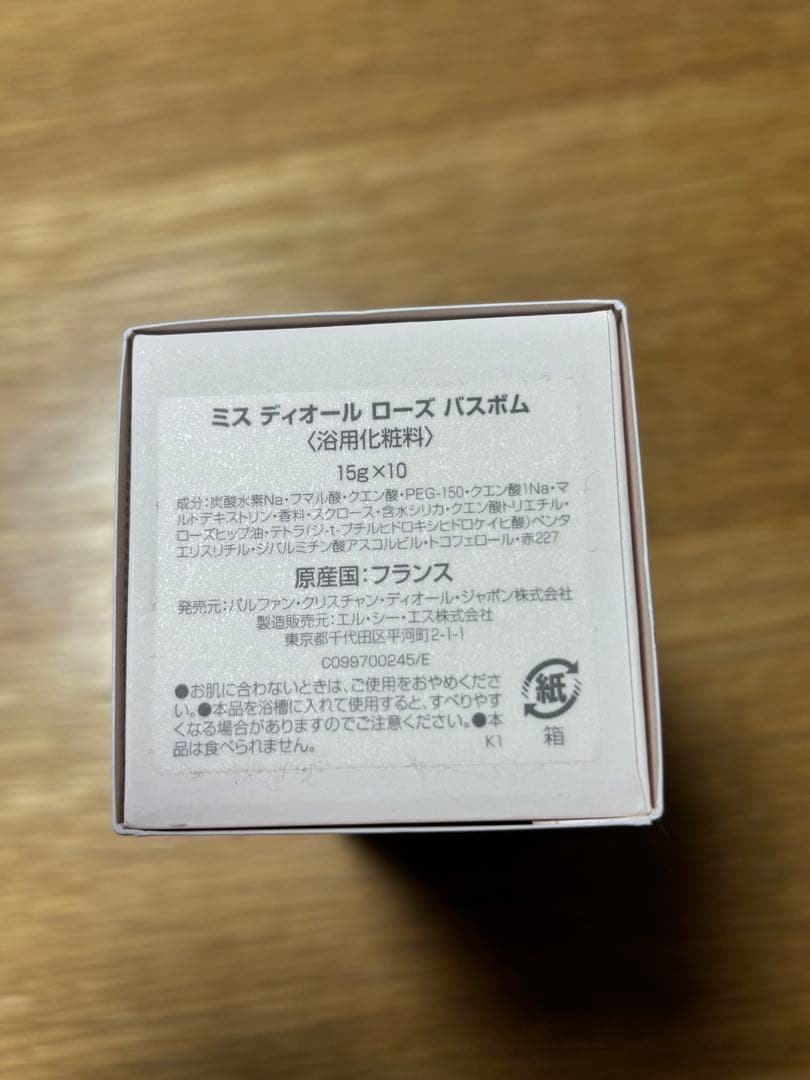 ミス ディオール ローズ バスボム
〈浴用化粧料〉
15g×10
成分：炭酸水素Na・フマル酸・クエン酸・PEG-150・クエン酸1Na・マ
ルトデキストリン・香料・スクロース・含水シリカ・クエン酸トリエチル・
ローズヒップ油・テトラ(ジ-t-ブチルヒドロキシヒドロケイヒ酸)ペンタ
エリスリチル・ジパルミチン酸アスコルビル・トコフェロール・赤227
原産国：フランス
発売元：パルファン・クリスチャン・ディオール・ジャポン株式会社
製造販売元：エル・シー・エス株式会社
東京都千代田区平河町2-1-1
C099700245/E
●お肌に合わないときは、ご使用をおやめくださ
い。●本品を浴槽に入れて使用すると、すべりやす
くなる場合がありますのでご注意ください。●本
品は食べられません。
K1
紙
箱